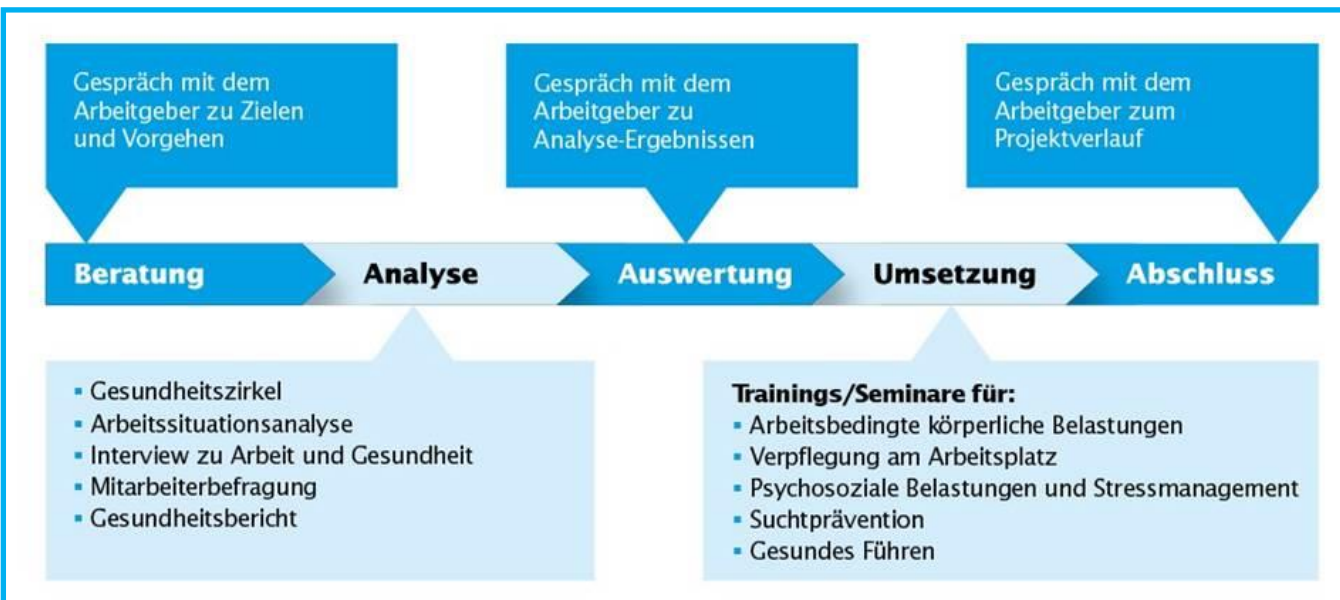 Gespräch mit dem
Arbeitgeber zu Zielen
und Vorgehen
Gespräch mit dem
Arbeitgeber zu
Analyse-Ergebnissen
Gespräch mit dem
Arbeitgeber zum
Projektverlauf
Beratung
Analyse
Auswertung
Umsetzung
Abschluss
▪ Gesundheitszirkel
▪ Arbeitssituationsanalyse
▪ Interview zu Arbeit und Gesundheit
▪ Mitarbeiterbefragung
▪ Gesundheitsbericht
Trainings/Seminare für:
▪ Arbeitsbedingte körperliche Belastungen
▪ Verpflegung am Arbeitsplatz
▪ Psychosoziale Belastungen und Stressmanagement
▪ Suchtprävention
▪ Gesundes Führen